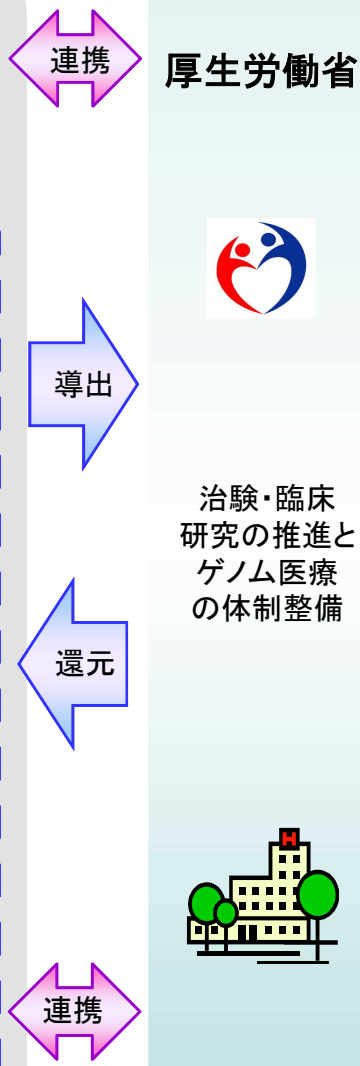 連携
厚生労働省
導出
治験・臨床
研究の推進と
ゲノム医療
の体制整備
還元
H
連携